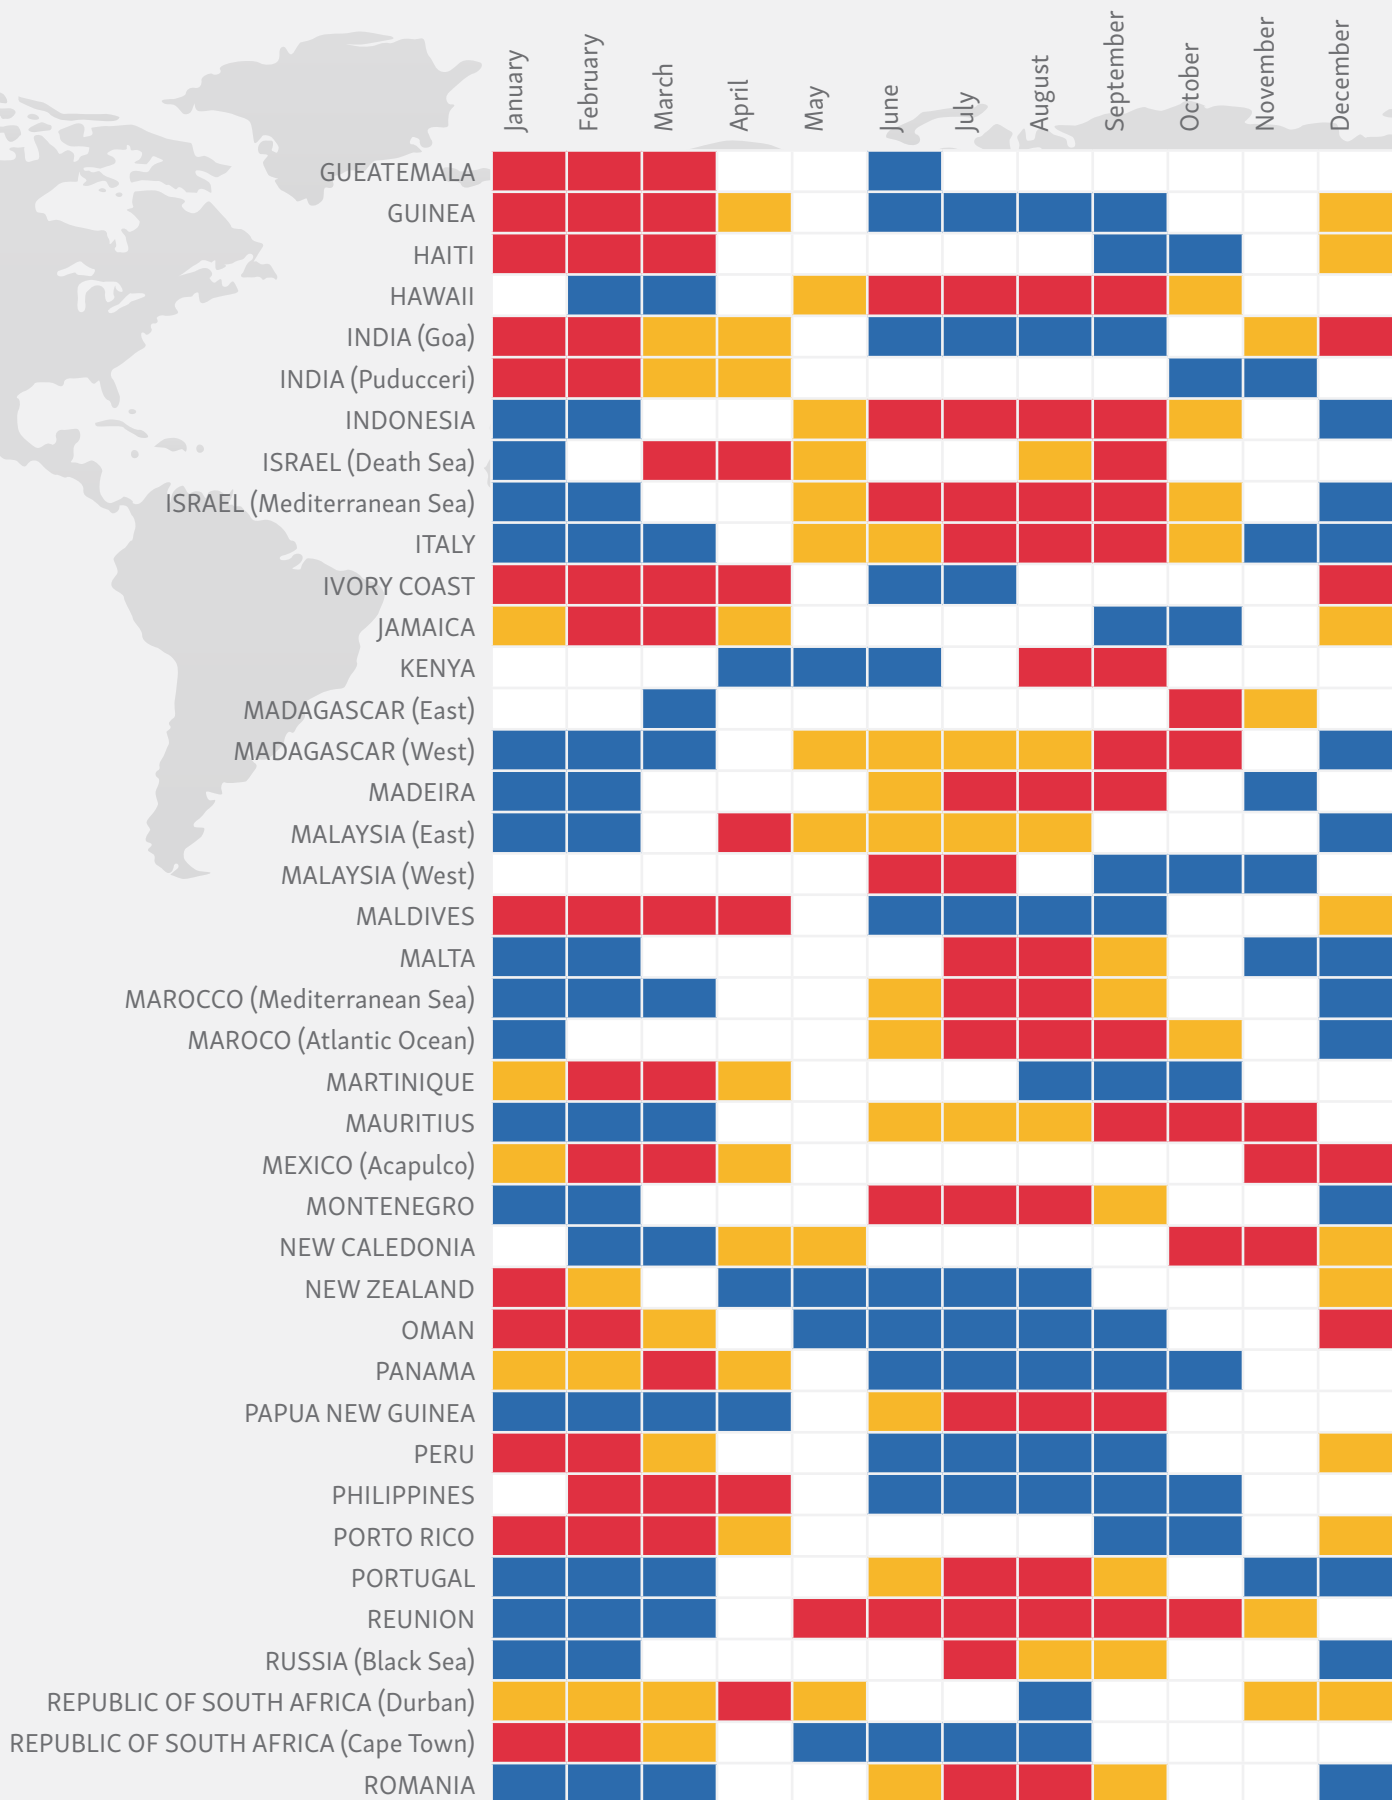 January
February
March
April
May
June
July
August
September
October
November
December
GUEATEMALA
GUINEA
HAITI
HAWAII
INDIA (Goa)
INDIA (Puducceri)
INDONESIA
ISRAEL (Death Sea)
ISRAEL (Mediterranean Sea)
ITALY
IVORY COAST
JAMAICA
KENYA
MADAGASCAR (East)
MADAGASCAR (West)
MADEIRA
MALAYSIA (East)
MALAYSIA (West)
MALDIVES
MALTA
MAROCCO (Mediterranean Sea)
MAROCO (Atlantic Ocean)
MARTINIQUE
MAURITIUS
MEXICO (Acapulco)
MONTENEGRO
NEW CALEDONIA
NEW ZEALAND
OMAN
PANAMA
PAPUA NEW GUINEA
PERU
PHILIPPINES
PORTO RICO
PORTUGAL
REUNION
RUSSIA (Black Sea)
REPUBLIC OF SOUTH AFRICA (Durban)
REPUBLIC OF SOUTH AFRICA (Cape Town)
ROMANIA